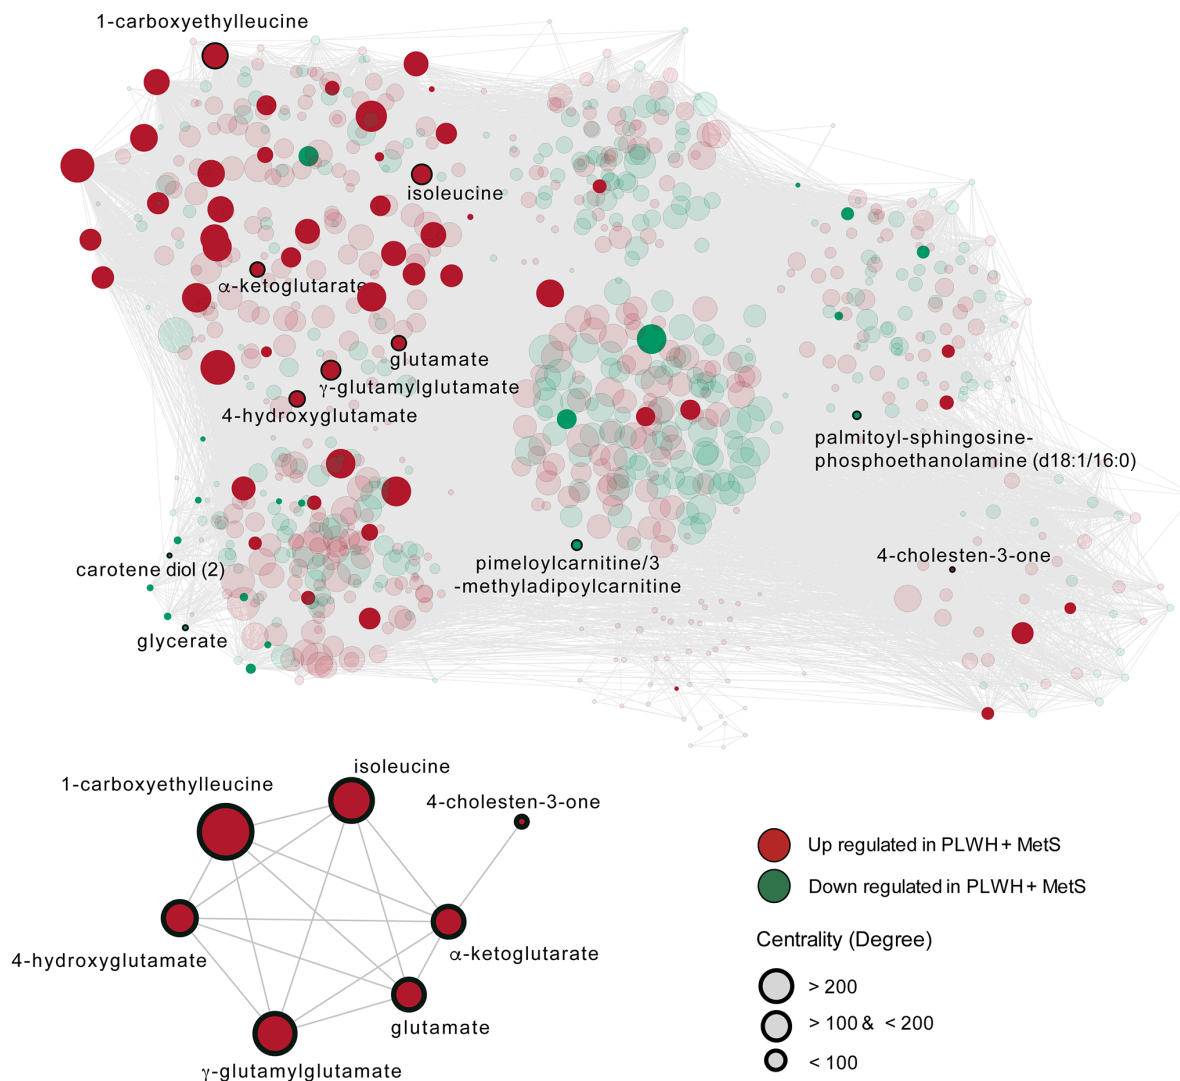 1-carboxyethylleucine
isoleucine
α-ketoglutarate
glutamate
γ-glutamylglutamate
4-hydroxyglutamate
palmitoyl-sphingosine-
phosphoethanolamine (d18:1/16:0)
pimeloylcarnitine/3
-methyladipoylcarnitine
4-cholesten-3-one
carotene diol (2)
glycerate
isoleucine
1-carboxyethylleucine
4-cholesten-3-one
4-hydroxyglutamate
α-ketoglutarate
glutamate
γ-glutamylglutamate
Up regulated in PLWH + MetS
Down regulated in PLWH + MetS
Centrality (Degree)
> 200
> 100 & < 200
< 100